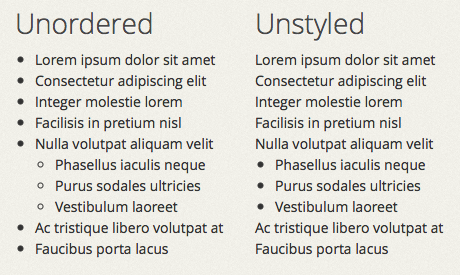 Unordered
Lorem ipsum dolor sit amet
Consectetur adipiscing elit
Integer molestie lorem
Facilisis in pretium nisl
Nulla volutpat aliquam velit
Phasellus iaculis neque
Purus sodales ultricies
Vestibulum laoreet
Ac tristique libero volutpat at
Faucibus porta lacus
Unstyled
Lorem ipsum dolor sit amet
Consectetur adipiscing elit
Integer molestie lorem
Facilisis in pretium nisl
Nulla volutpat aliquam velit
Phasellus iaculis neque
Purus sodales ultricies
Vestibulum laoreet
Ac tristique libero volutpat at
Faucibus porta lacus